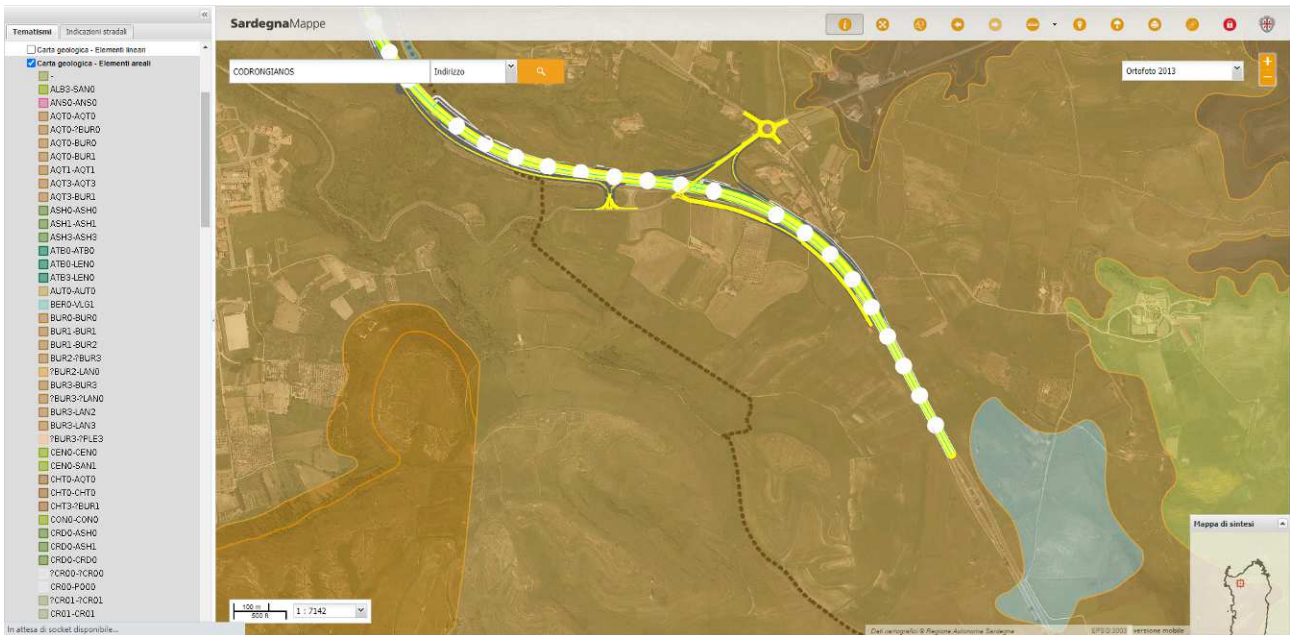 «
SardegnaMappe
Tematismi
Indicazioni stradali
Carta geologica - Elementi lineari
Carta geologica - Elementi areali
-
ALB3-SAN0
ANS0-ANS0
AQT0-AQT0
AQT0-?BUR0
AQT0-BUR0
AQT0-BUR1
AQT1-AQT1
AQT3-AQT3
AQT3-BUR1
ASH0-ASH0
ASH1-ASH1
ASH3-ASH3
ATB0-ATB0
ATB0-LEN0
ATB3-LEN0
AUT0-AUT0
BER0-VLG1
BUR0-BUR0
BUR1-BUR1
BUR1-BUR2
BUR2-?BUR3
?BUR2-LAN0
BUR3-BUR3
?BUR3-?LAN0
BUR3-LAN2
BUR3-LAN3
?BUR3-?PLE3
CEN0-CEN0
CEN0-SAN1
CHT0-AQT0
CHT0-CHT0
CHT3-?BUR1
CON0-CON0
CRD0-ASH0
CRD0-ASH1
CRD0-CRD0
?CR00-?CR00
CR00-PO00
?CR01-?CR01
CR01-CR01
In attesa di socket disponibile...
CODRONGIANOS
Indirizzo
Ortofoto 2013
+
−
Mappa di sintesi
100 m
500 ft
1 : 7142
Dati cartografici © Regione Autonoma Sardegna
EPSG:3003
versione mobile